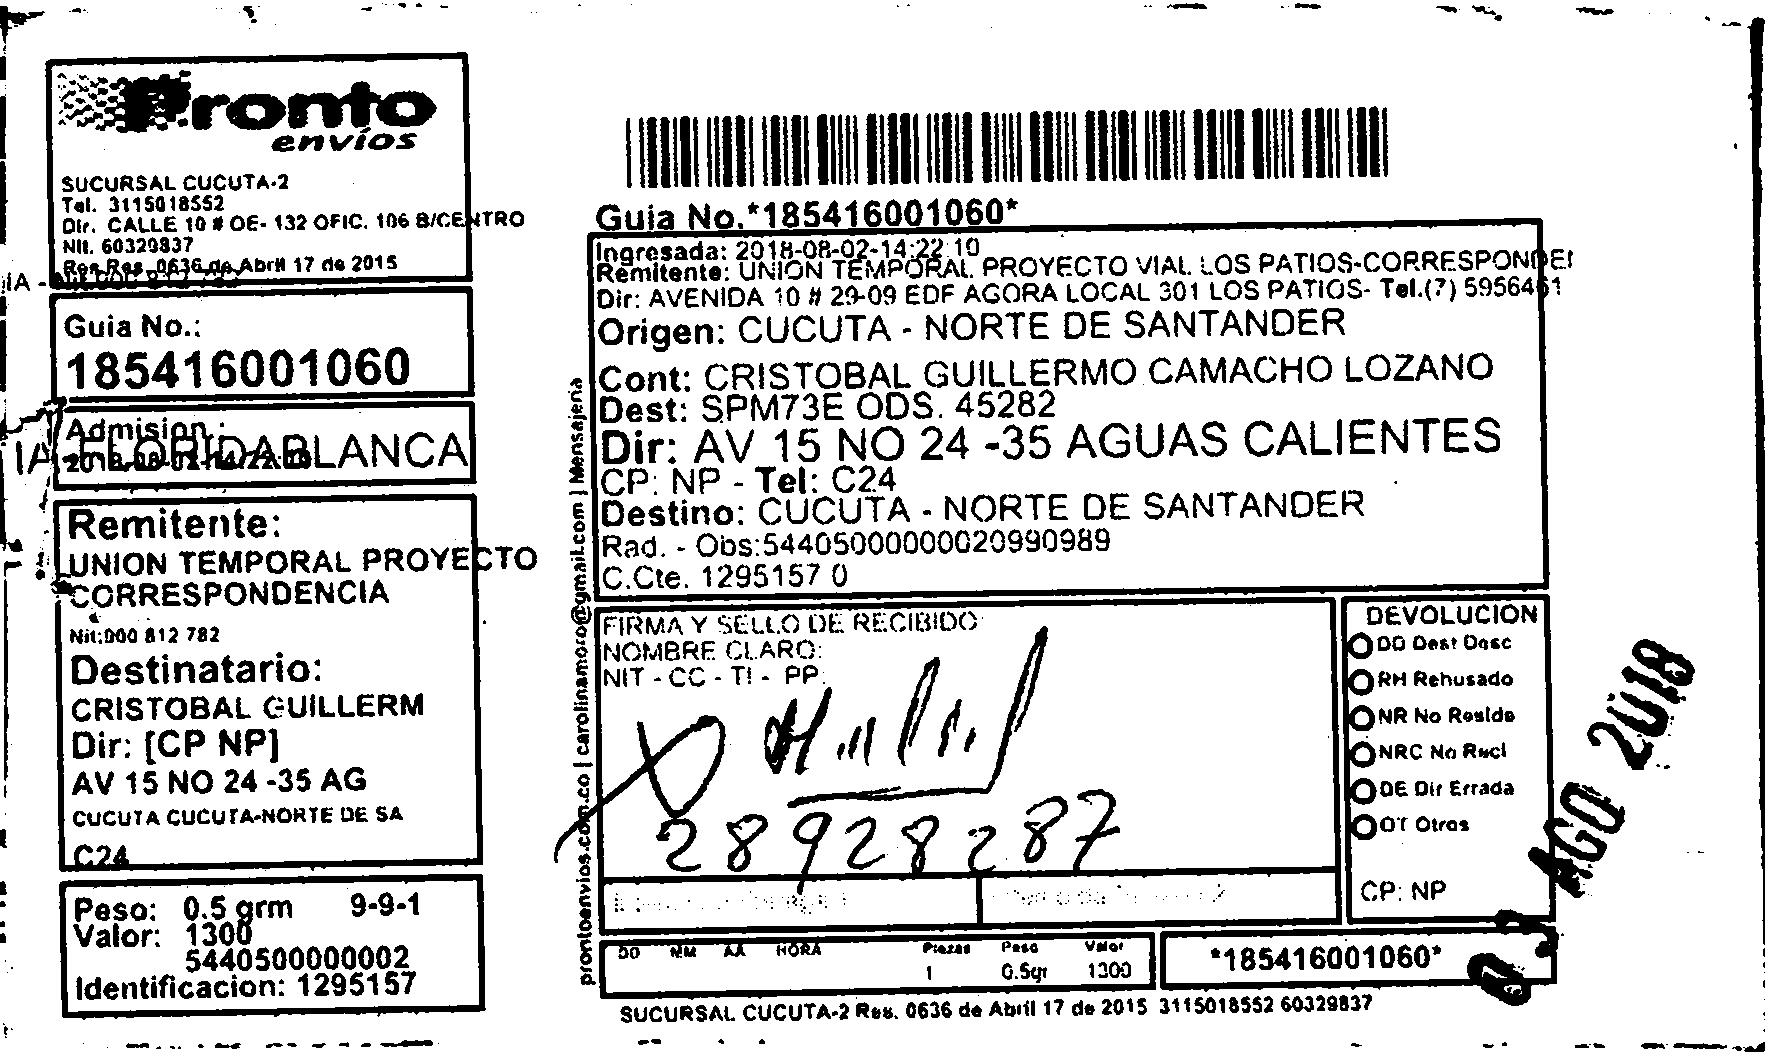 Pronto
envíos
SUCURSAL CUCUTA-2
Tel. 3115018552
Dir. CALLE 10 # OE- 132 OFIC. 106 B/CENTRO
Nit. 60329837
Res.Res. 0636 de Abril 17 de 2015
Guia No.:
185416001060
Admision.:
FLORIDABLANCA
Remitente:
UNION TEMPORAL PROYECTO
CORRESPONDENCIA
Nit:900 812 782
Destinatario:
CRISTOBAL GUILLERM
Dir: [CP NP]
AV 15 NO 24 -35 AG
CUCUTA CUCUTA-NORTE DE SA
C24
Peso: 0.5 grm 9-9-1
Valor: 1300
5440500000002
Identificacion: 1295157
prontoenvios.com.co | carolinamoro@gmail.com | Mensajeria
Guia No.*185416001060*
Ingresada: 2018-08-02-14:22:10
Remitente: UNION TEMPORAL PROYECTO VIAL LOS PATIOS-CORRESPONDEI
Dir: AVENIDA 10 # 29-09 EDF AGORA LOCAL 301 LOS PATIOS- Tel.(7) 5956461
Origen: CUCUTA - NORTE DE SANTANDER
Cont: CRISTOBAL GUILLERMO CAMACHO LOZANO
Dest: SPM73E ODS. 45282
Dir: AV 15 NO 24 -35 AGUAS CALIENTES
CP: NP - Tel: C24
Destino: CUCUTA - NORTE DE SANTANDER
Rad. - Obs:54405000000020990989
C.Cte. 1295157 0
FIRMA Y SELLO DE RECIBIDO
NOMBRE CLARO:
NIT - CC - TI - PP:
28928287
DEVOLUCION
DD Dest Desc
RH Rehusado
NR No Reside
NRC No Recl
DE Dir Errada
OT Otros
CP: NP
AGO 2018
DD MM AA HORA Piezas Peso Valor
1 0.5gr 1300
*185416001060*
SUCURSAL CUCUTA-2 Res. 0636 de Abril 17 de 2015 3115018552 60329837